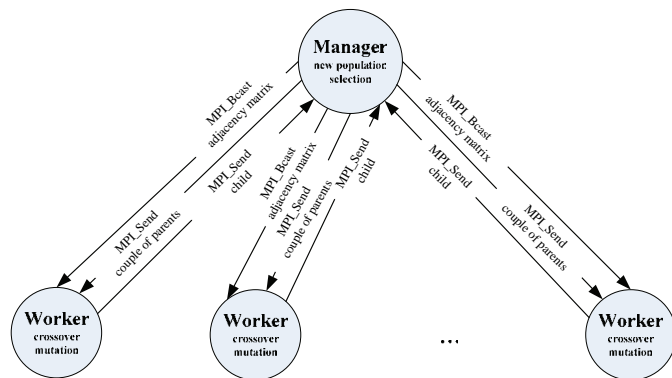 Manager
new population
selection
MPI_Bcast
adjacency matrix
MPI_Send
child
MPI_Send
couple of parents
MPI_Bcast
adjacency matrix
MPI_Send
couple of parents
MPI_Send
child
MPI_Bcast
adjacency matrix
MPI_Send
child
MPI_Send
couple of parents
Worker
crossover
mutation
Worker
crossover
mutation
...
Worker
crossover
mutation